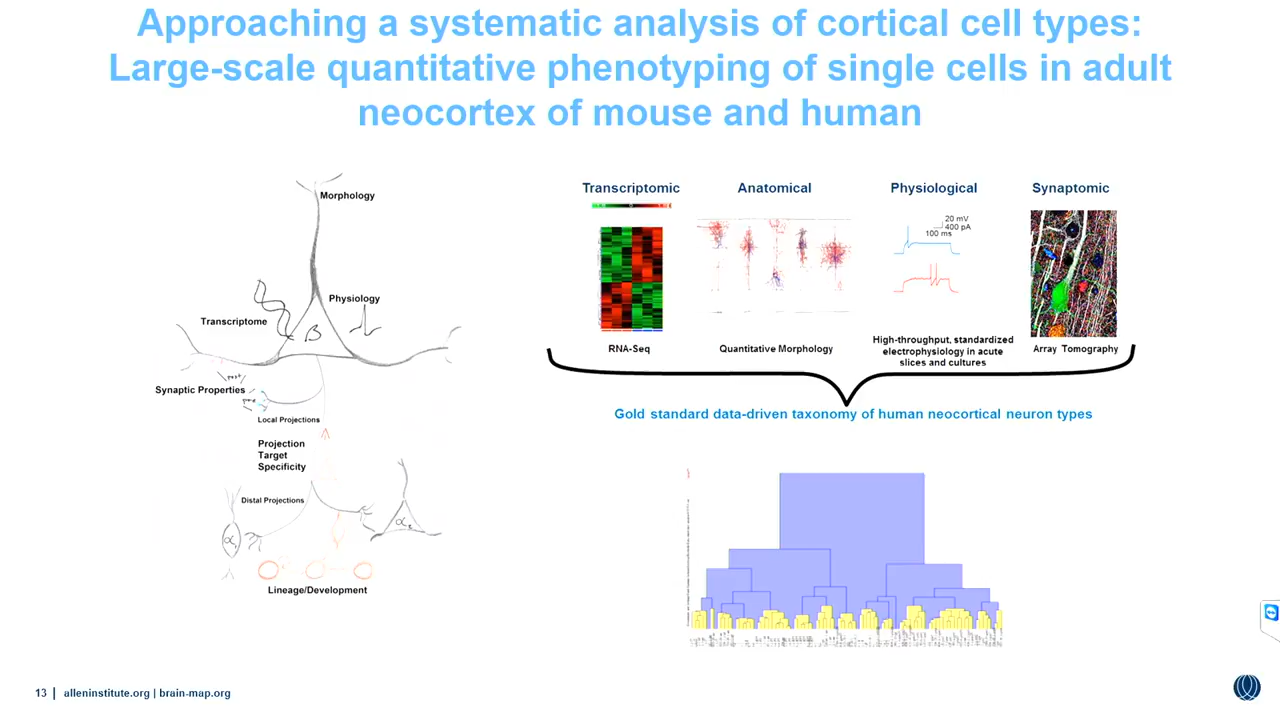 Approaching a systematic analysis of cortical cell types:
Large-scale quantitative phenotyping of single cells in adult
neocortex of mouse and human
Morphology
Physiology
Transcriptome
β
Synaptic Properties
Local Projections
Projection
Target
Specificity
Distal Projections
Lineage/Development
Transcriptomic
Anatomical
Physiological
Synaptomic
20 mV
400 pA
100 ms
RNA-Seq
Quantitative Morphology
High-throughput, standardized
electrophysiology in acute
slices and cultures
Array Tomography
Gold standard data-driven taxonomy of human neocortical neuron types
13 | alleninstitute.org | brain-map.org